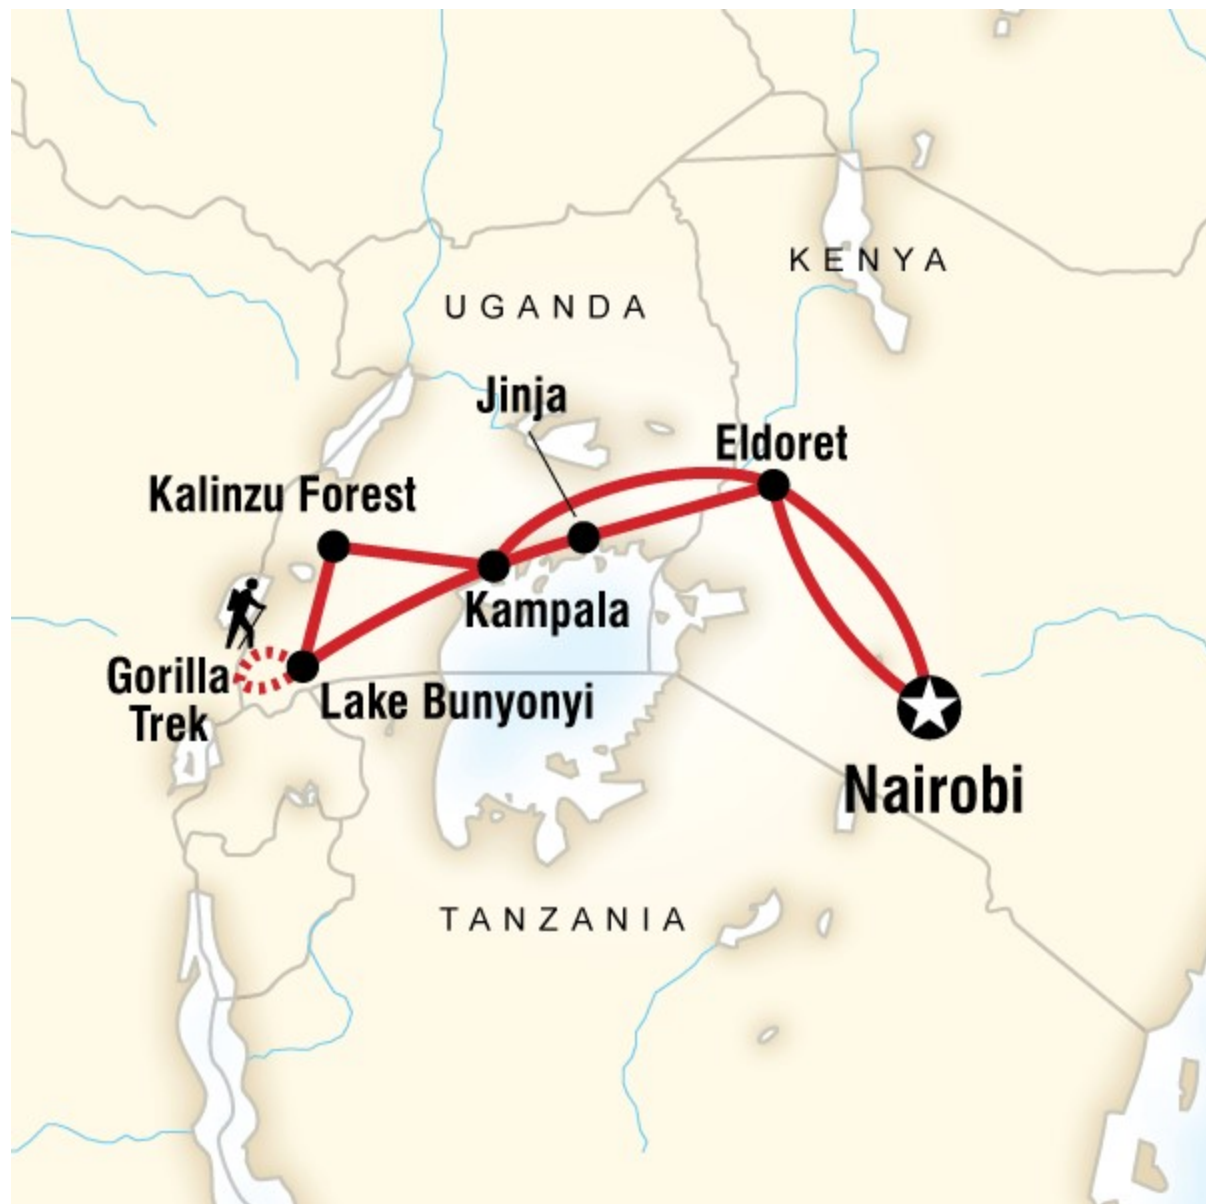 KENYA
UGANDA
Jinja
Eldoret
Kalinzu Forest
Kampala
Gorilla
Trek
Lake Bunyonyi
Nairobi
TANZANIA